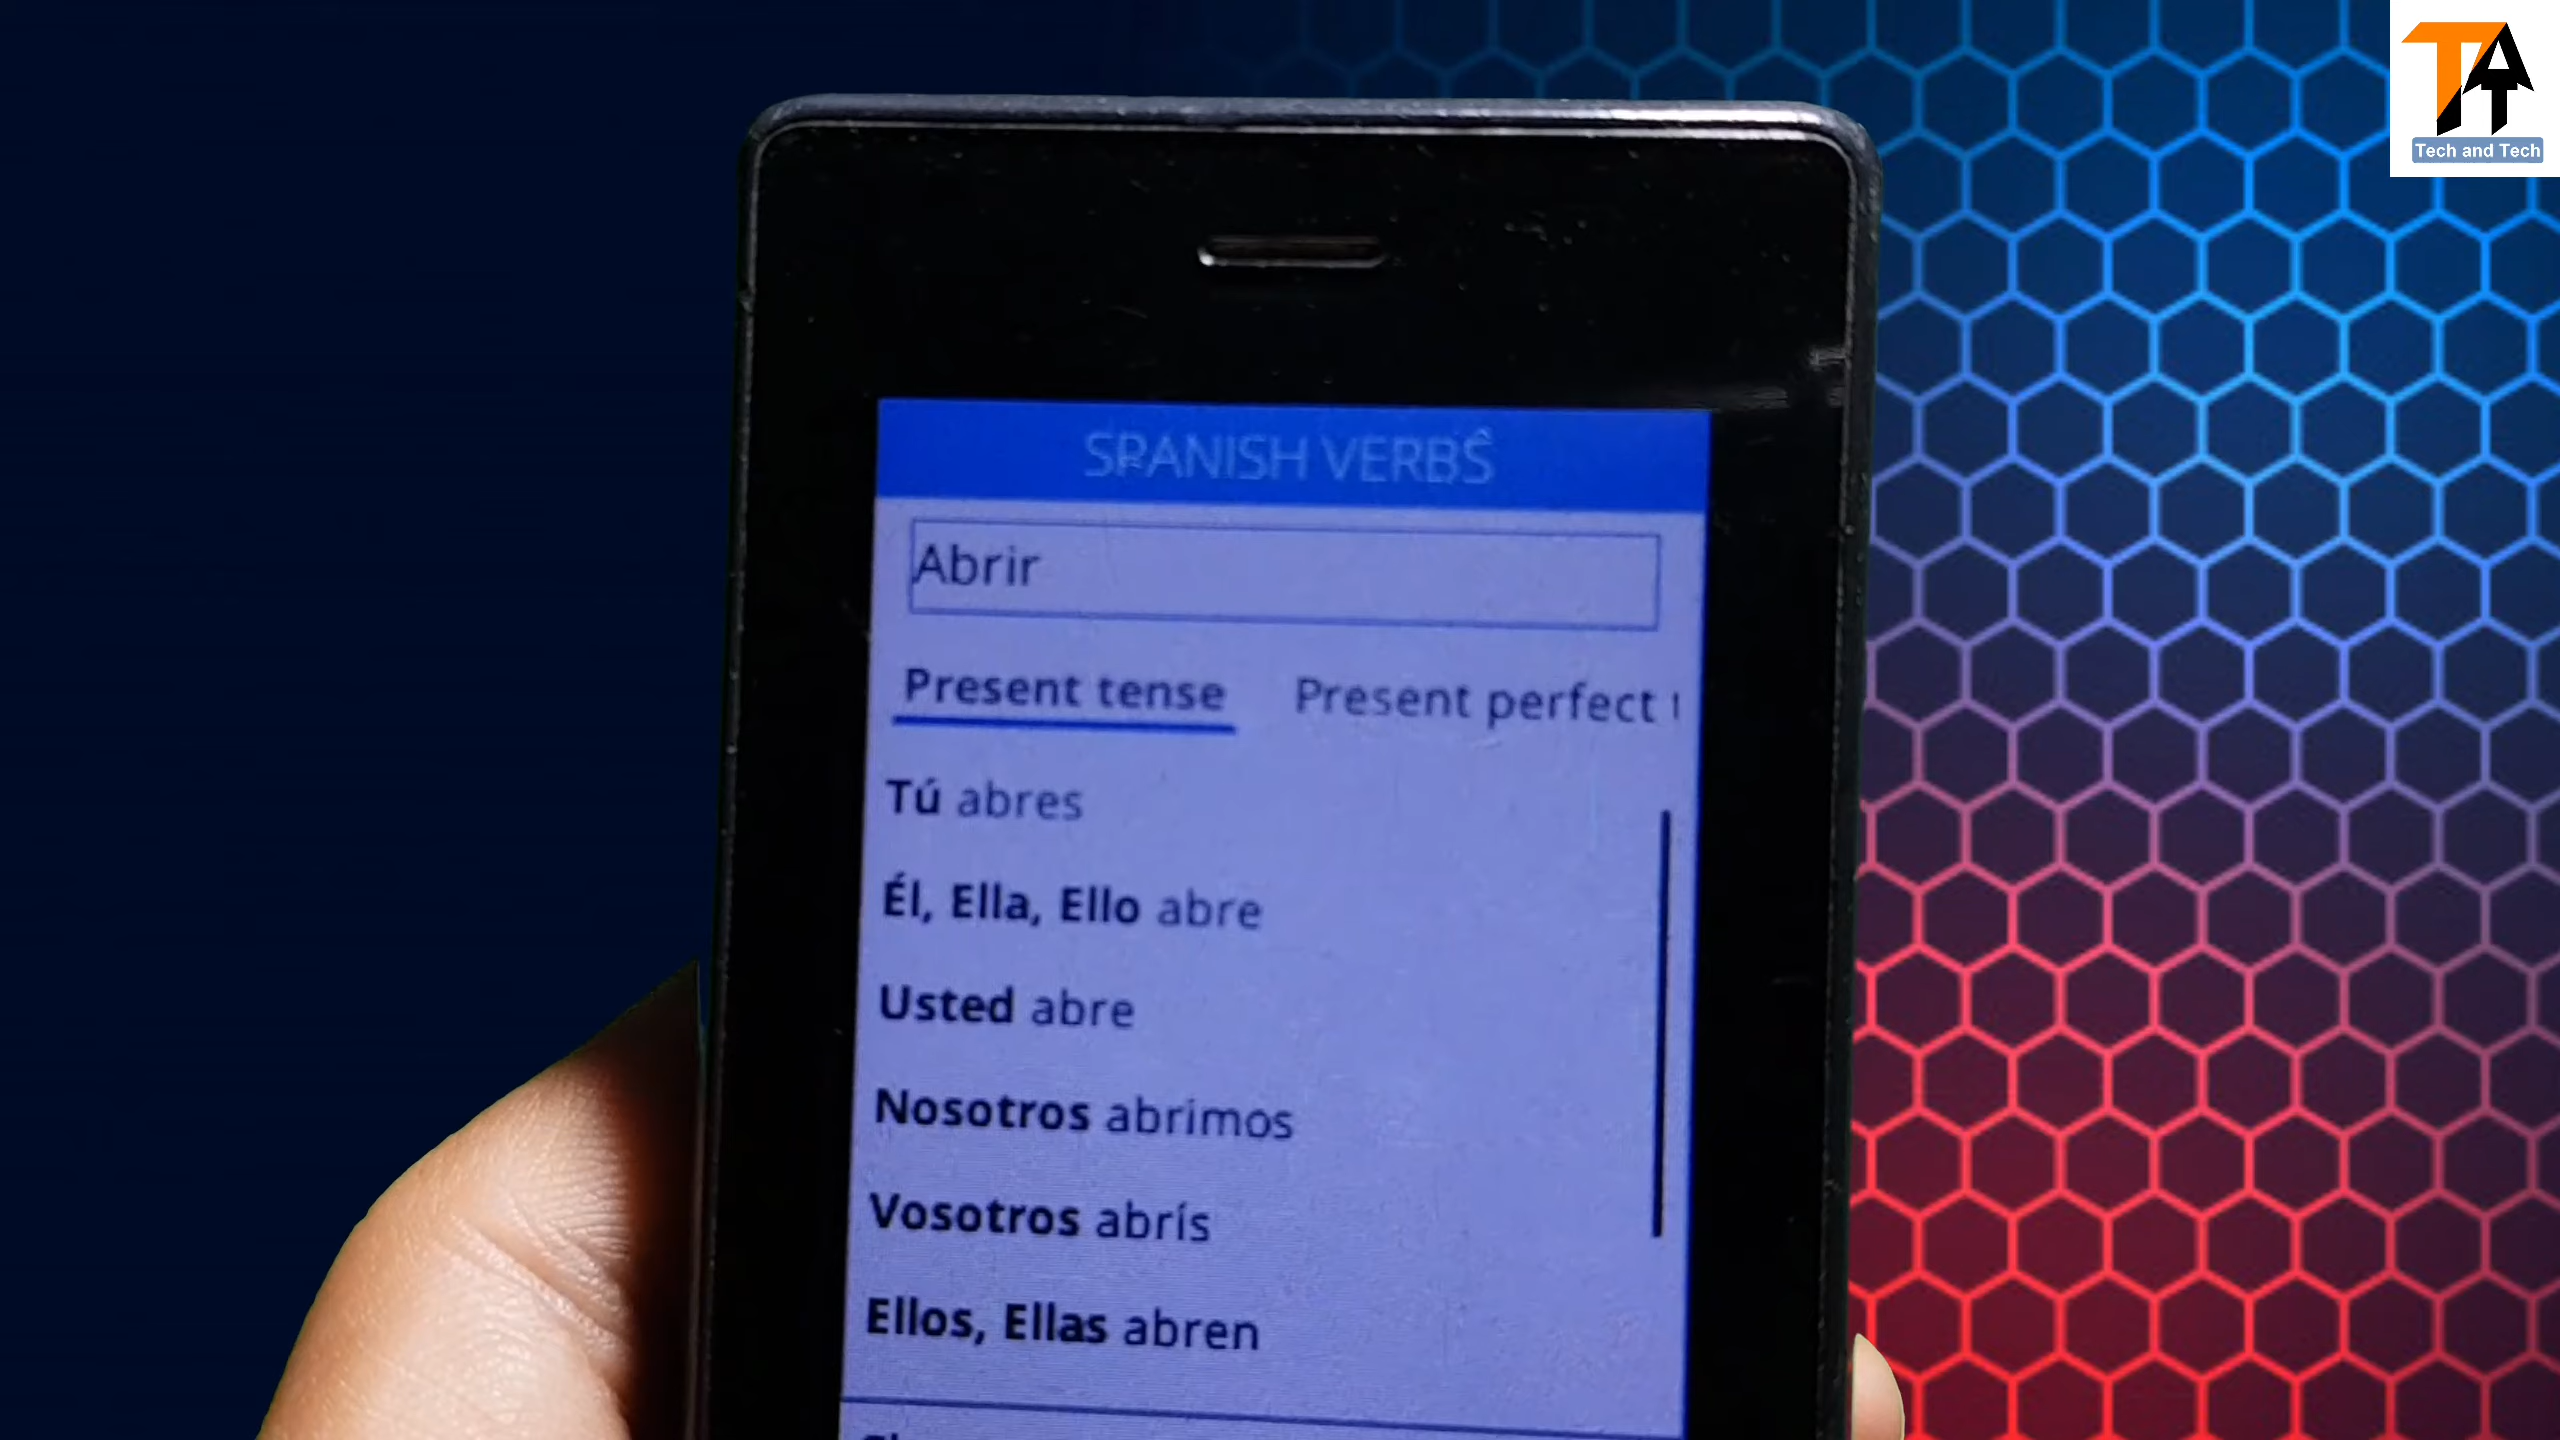 Tech and Tech
SPANISH VERBS
Abrir
Present tense Present perfect
Tú abres
Él, Ella, Ello abre
Usted abre
Nosotros abrimos
Vosotros abrís
Ellos, Ellas abren